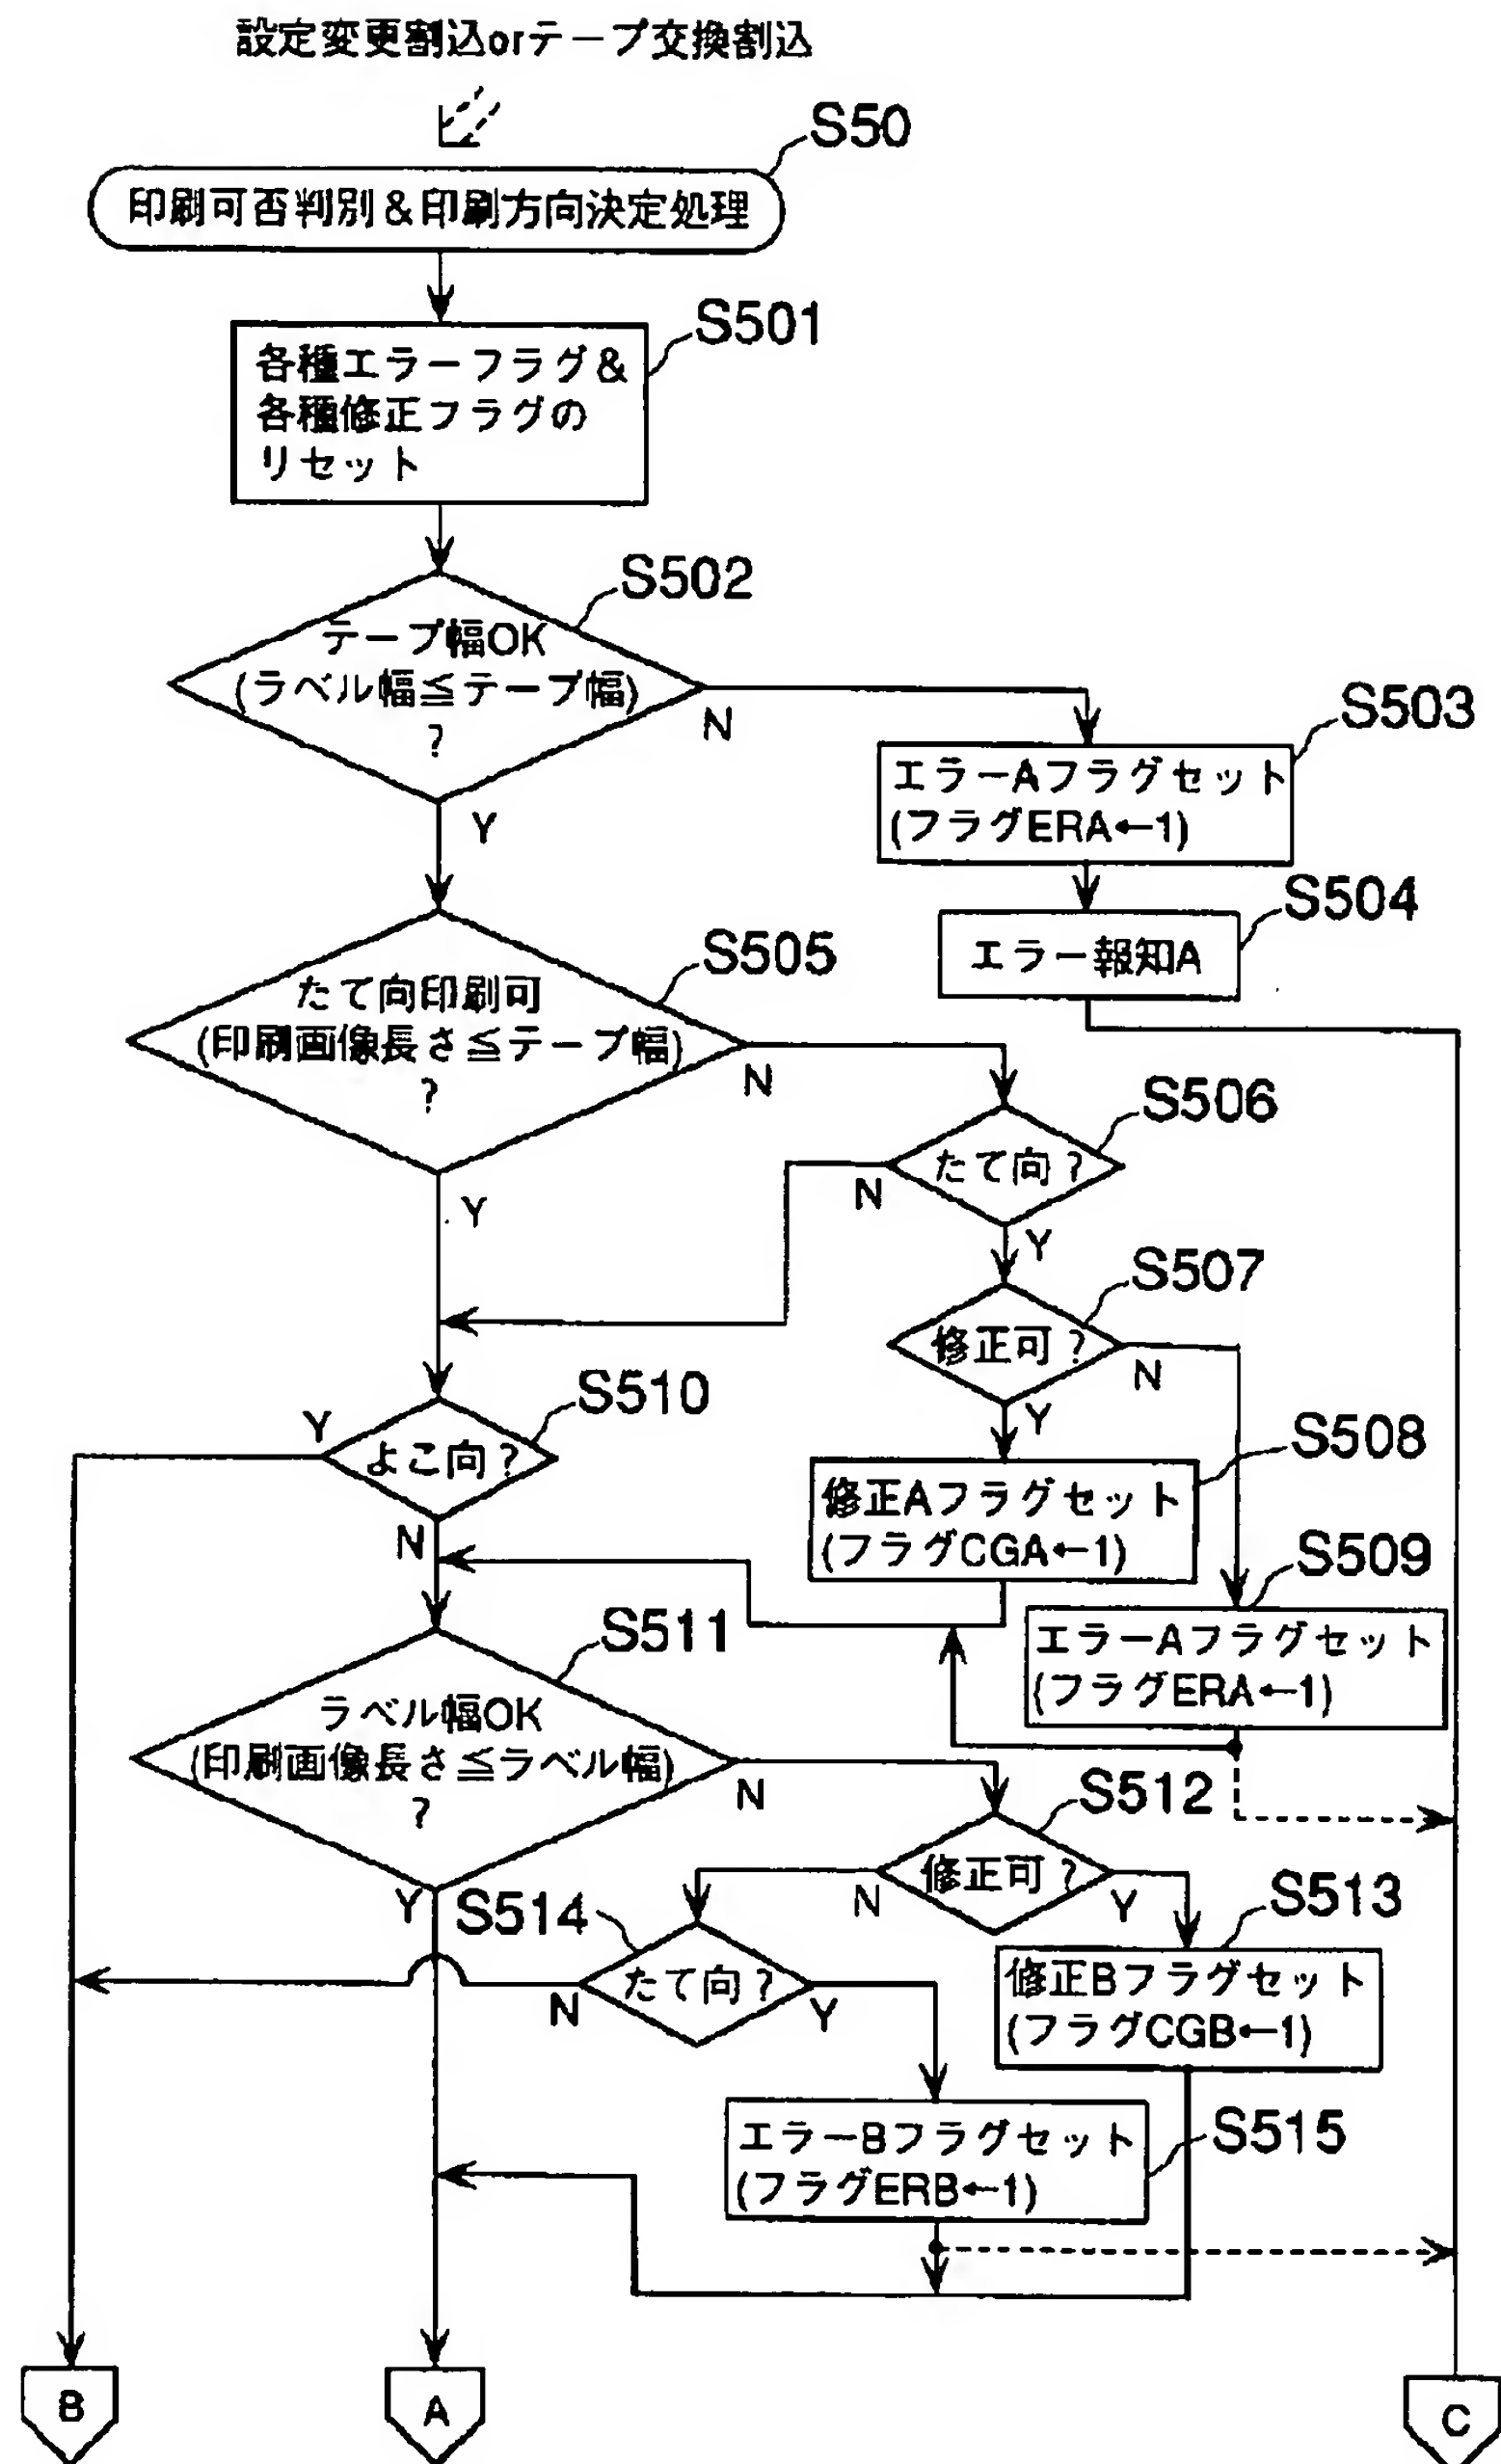 設定変更割込orテープ交換割込
S50
印刷可否判別&印刷方向決定処理
S501
各種エラーフラグ&
各種修正フラグの
リセット
S502
テープ幅OK
(ラベル幅≦テープ幅)
?
N
Y
S503
エラーAフラグセット
(フラグERA←1)
S504
エラー報知A
S505
たて向印刷可
(印刷画像長さ≦テープ幅)
?
N
Y
S506
たて向?
N
Y
S507
修正可?
N
Y
S508
修正Aフラグセット
(フラグCGA←1)
S509
エラーAフラグセット
(フラグERA←1)
S510
よこ向?
Y
N
S511
ラベル幅OK
(印刷画像長さ≦ラベル幅)
?
N
Y
S512
修正可?
N
Y
S513
修正Bフラグセット
(フラグCGB←1)
S514
たて向?
N
Y
S515
エラーBフラグセット
(フラグERB←1)
B
A
C